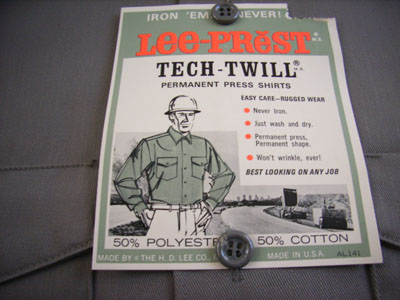 IRON 'EM? NEVER!
LEE-PRĕST®
M.R.
TECH-TWILL®
M.R.
PERMANENT PRESS SHIRTS
EASY CARE–RUGGED WEAR
Never Iron.
Just wash and dry.
Permanent press,
Permanent shape.
Won't wrinkle, ever!
BEST LOOKING ON ANY JOB
50% POLYESTER 50% COTTON
MADE BY © THE H. D. LEE CO., MADE IN U.S.A. AL141